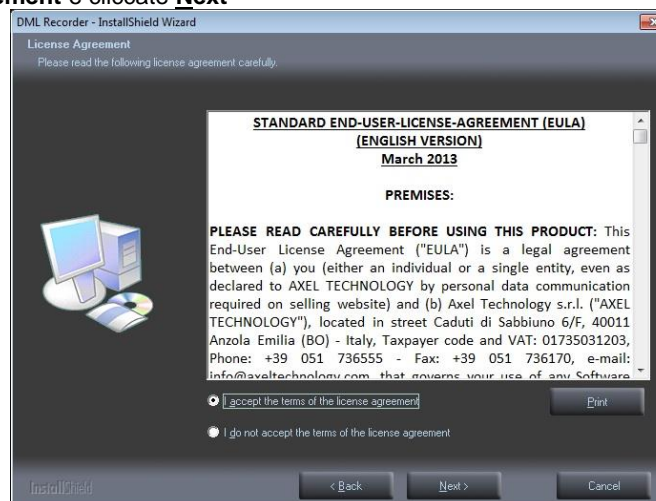 ement e cliccate Next
DML Recorder - InstallShield Wizard
License Agreement
Please read the following license agreement carefully.
STANDARD END-USER-LICENSE-AGREEMENT (EULA)
(ENGLISH VERSION)
March 2013
PREMISES:
PLEASE READ CAREFULLY BEFORE USING THIS PRODUCT: This
End-User License Agreement ("EULA") is a legal agreement
between (a) you (either an individual or a single entity, even as
declared to AXEL TECHNOLOGY by personal data communication
required on selling website) and (b) Axel Technology s.r.l. ("AXEL
TECHNOLOGY"), located in street Caduti di Sabbiuno 6/F, 40011
Anzola Emilia (BO) - Italy, Taxpayer code and VAT: 01735031203,
Phone: +39 051 736555 - Fax: +39 051 736170, e-mail:
info@axeltechnology.com, that governs your use of any Software
I accept the terms of the license agreement
Print
I do not accept the terms of the license agreement
InstallShield
< Back
Next >
Cancel